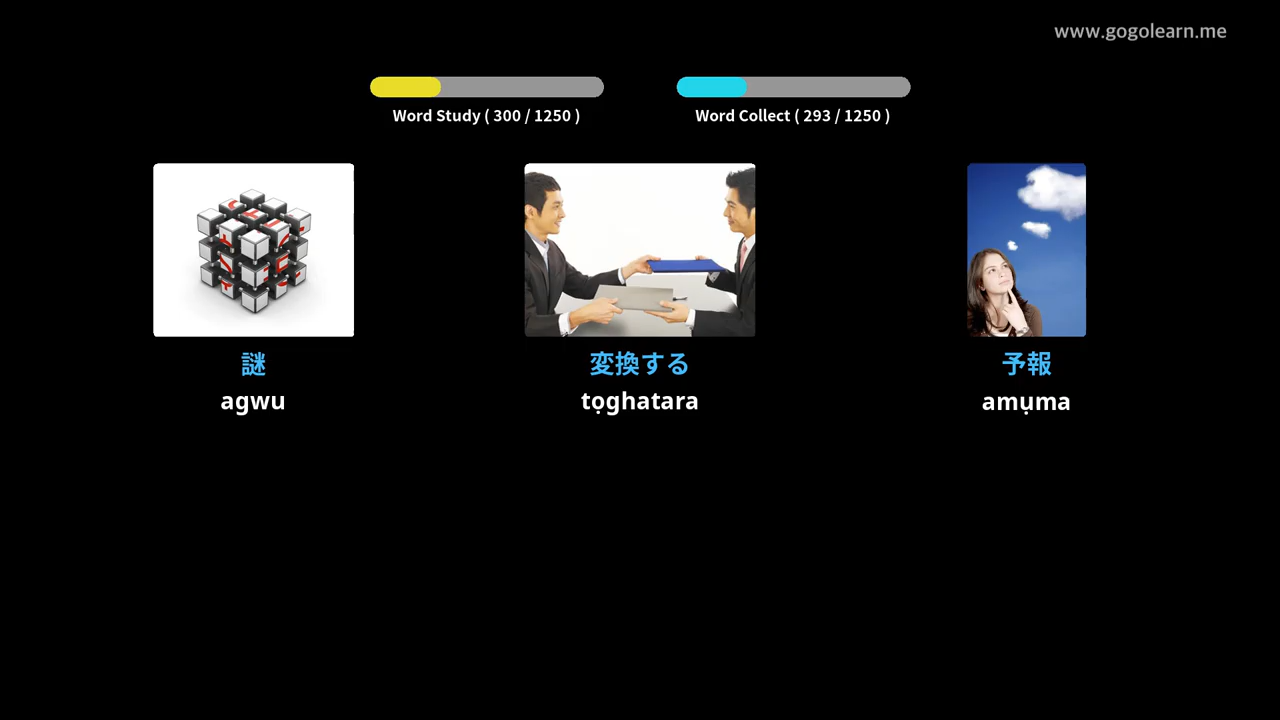 www.gogolearn.me
Word Study ( 300 / 1250 )
Word Collect ( 293 / 1250 )
謎
変換する
予報
agwu
tọghatara
amụma